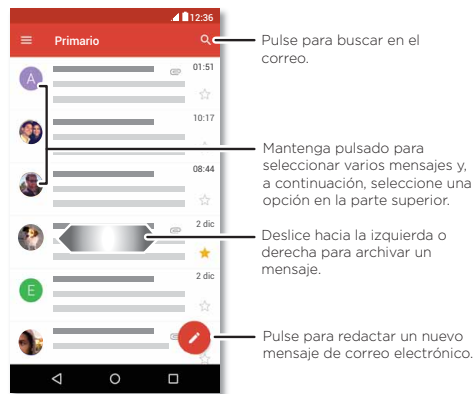 12:36
Primario
Pulse para buscar en el
correo.
A
01:51
10:17
Mantenga pulsado para
seleccionar varios mensajes y,
a continuación, seleccione una
opción en la parte superior.
08:44
2 dic
Deslice hacia la izquierda o
derecha para archivar un
mensaje.
E
2 dic
Pulse para redactar un nuevo
mensaje de correo electrónico.